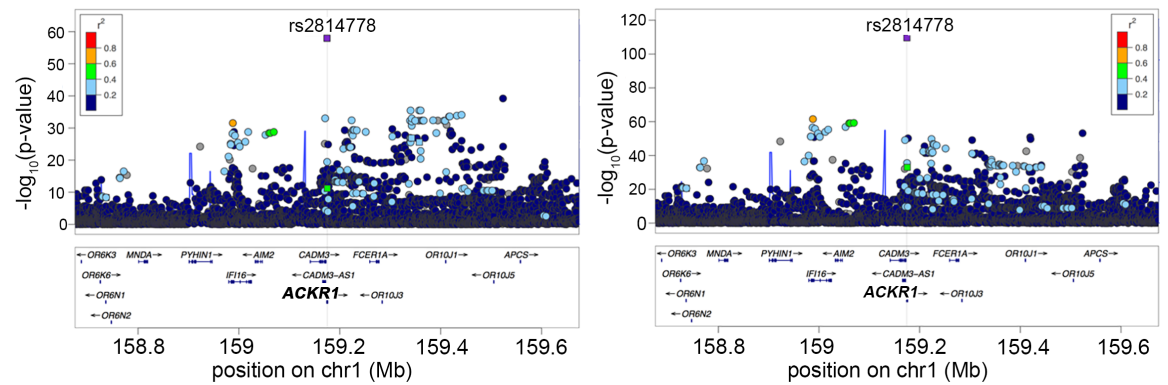 rs2814778
r²
0.8
0.6
0.4
0.2
60
50
40
30
20
10
0
-log₁₀(p-value)
OR6K3 MNDA PYHIN1 AIM2 CADM3 FCER1A OR10J1 APCS
OR6K6 IFI16 CADM3-AS1 OR10J5
OR6N1 ACKR1 OR10J3
OR6N2
158.8 159 159.2 159.4 159.6
position on chr1 (Mb)
rs2814778
r²
0.8
0.6
0.4
0.2
120
100
80
60
40
20
0
-log₁₀(p-value)
OR6K3 MNDA PYHIN1 AIM2 CADM3 FCER1A OR10J1 APCS
OR6K6 IFI16 CADM3-AS1 OR10J5
OR6N1 ACKR1 OR10J3
OR6N2
158.8 159 159.2 159.4 159.6
position on chr1 (Mb)